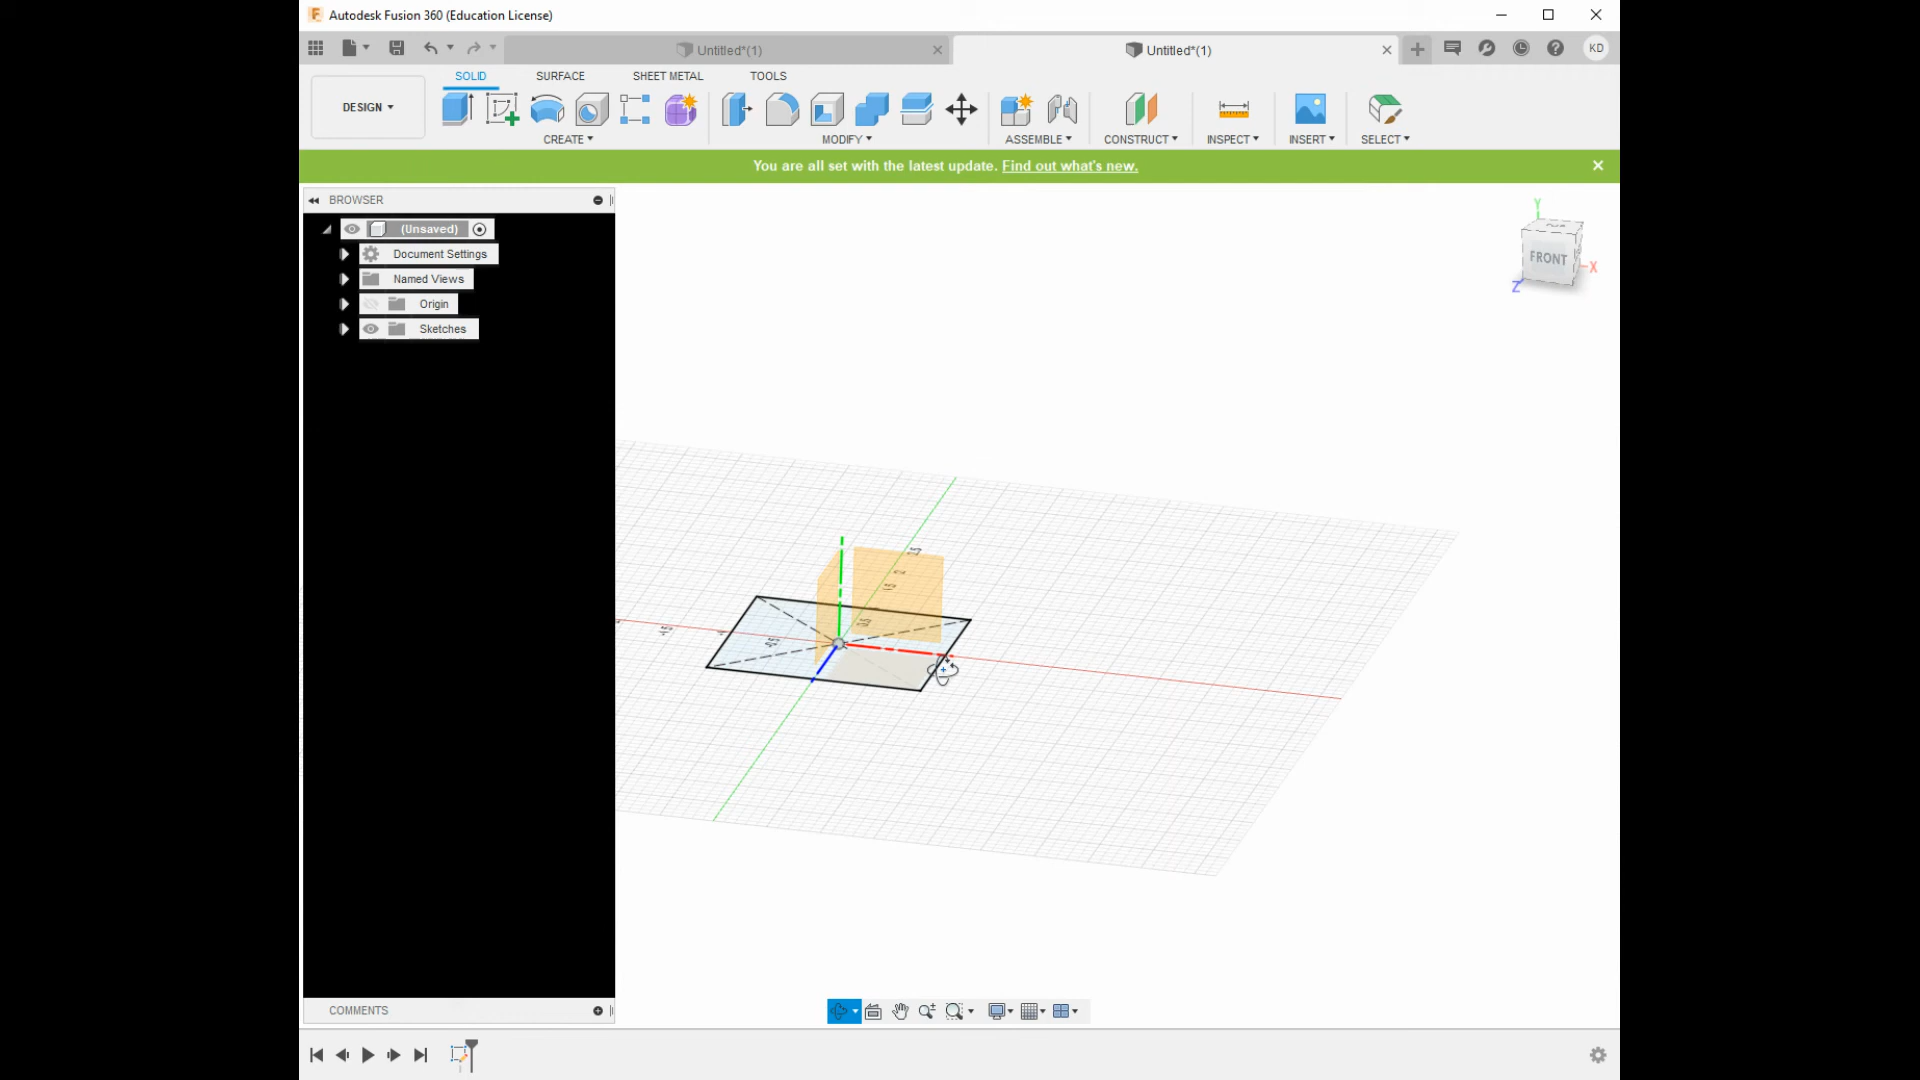 Autodesk Fusion 360 (Education License)
Untitled*(1)
Untitled*(1)
KD
DESIGN
SOLID
SURFACE
SHEET METAL
TOOLS
CREATE
MODIFY
ASSEMBLE
CONSTRUCT
INSPECT
INSERT
SELECT
You are all set with the latest update. Find out what's new.
BROWSER
(Unsaved)
Document Settings
Named Views
Origin
Sketches
Y
TOP
FRONT
X
Z
COMMENTS